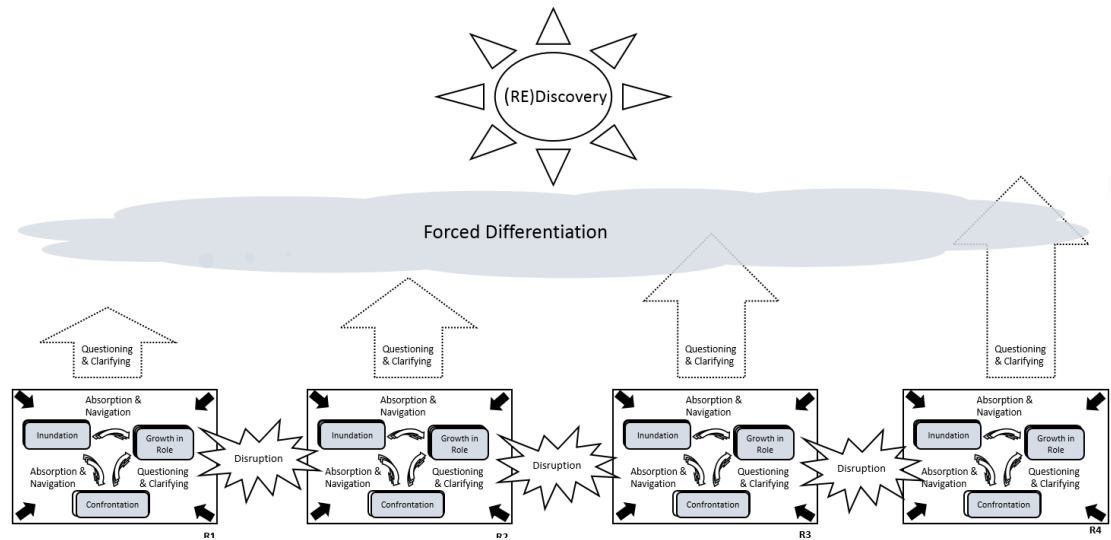 (RE)Discovery
Forced Differentiation
Questioning
& Clarifying
Questioning
& Clarifying
Questioning
& Clarifying
Questioning
& Clarifying
Absorption &
Navigation
Inundation
Growth in
Role
Absorption &
Navigation
Questioning
& Clarifying
Confrontation
R1
Disruption
Absorption &
Navigation
Inundation
Growth in
Role
Absorption &
Navigation
Questioning
& Clarifying
Confrontation
R2
Disruption
Absorption &
Navigation
Inundation
Growth in
Role
Absorption &
Navigation
Questioning
& Clarifying
Confrontation
R3
Disruption
Absorption &
Navigation
Inundation
Growth in
Role
Absorption &
Navigation
Questioning
& Clarifying
Confrontation
R4